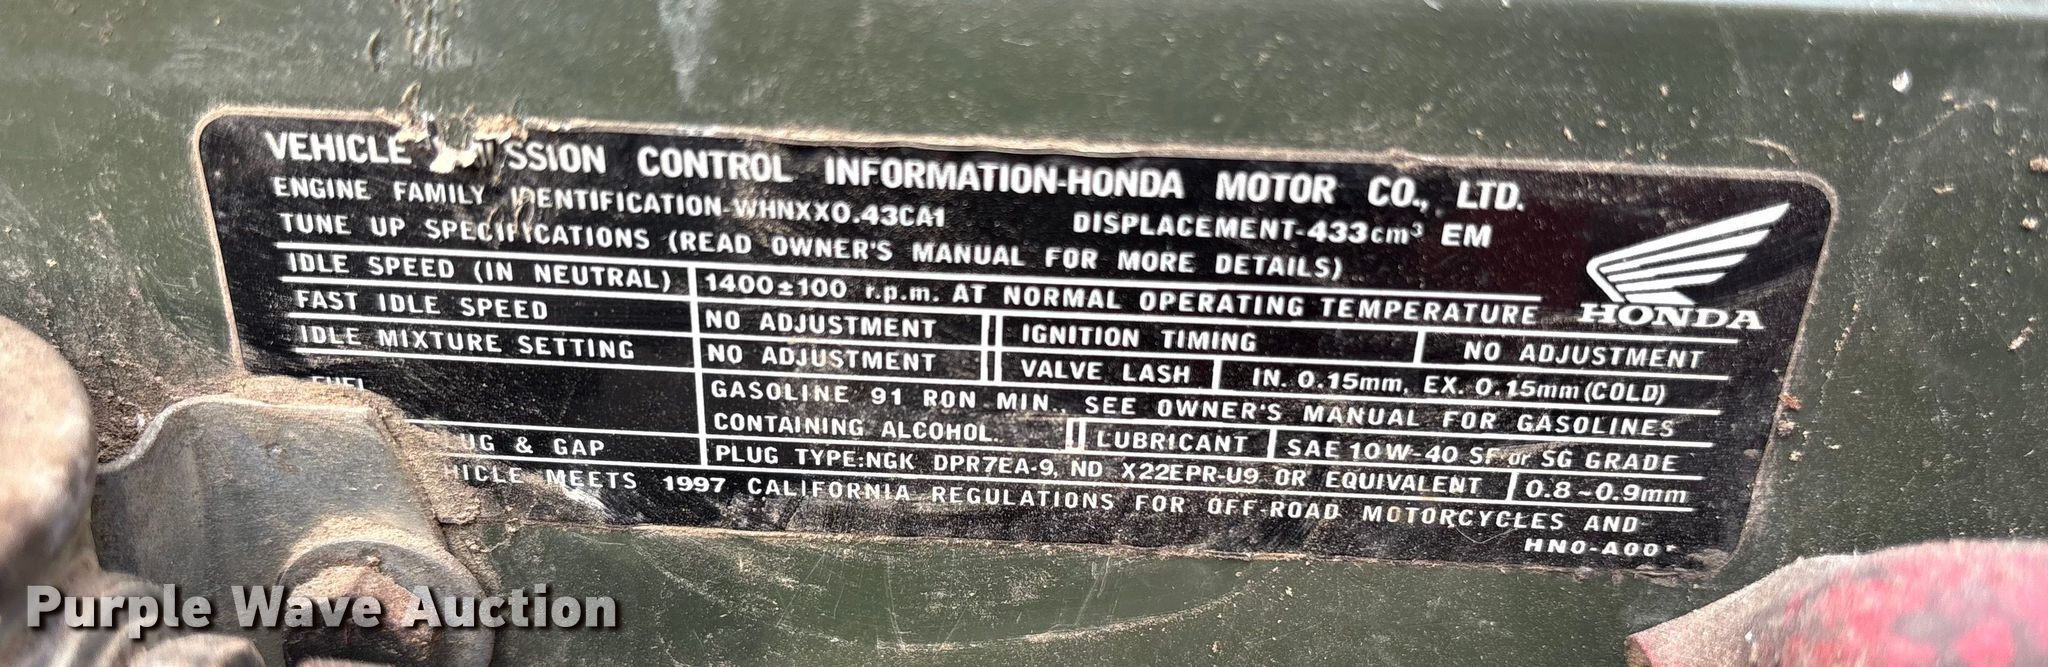 VEHICLE SSION CONTROL INFORMATION-HONDA MOTOR CO., LTD.
ENGINE FAMILY IDENTIFICATION-WHNXX0.43CA1 DISPLACEMENT-433cm³ EM
TUNE UP SPECIFICATIONS (READ OWNER'S MANUAL FOR MORE DETAILS)
IDLE SPEED (IN NEUTRAL) 1400±100 r.p.m. AT NORMAL OPERATING TEMPERATURE
HONDA
FAST IDLE SPEED NO ADJUSTMENT IGNITION TIMING NO ADJUSTMENT
IDLE MIXTURE SETTING NO ADJUSTMENT VALVE LASH IN. 0.15mm, EX. 0.15mm (COLD)
FUEL GASOLINE 91 RON MIN., SEE OWNER'S MANUAL FOR GASOLINES
CONTAINING ALCOHOL. LUBRICANT SAE 10W-40 SF or SG GRADE
LUG & GAP PLUG TYPE:NGK DPR7EA-9, ND X22EPR-U9 OR EQUIVALENT 0.8~0.9mm
HICLE MEETS 1997 CALIFORNIA REGULATIONS FOR OFF-ROAD MOTORCYCLES AND
HN0-A00
Purple Wave Auction